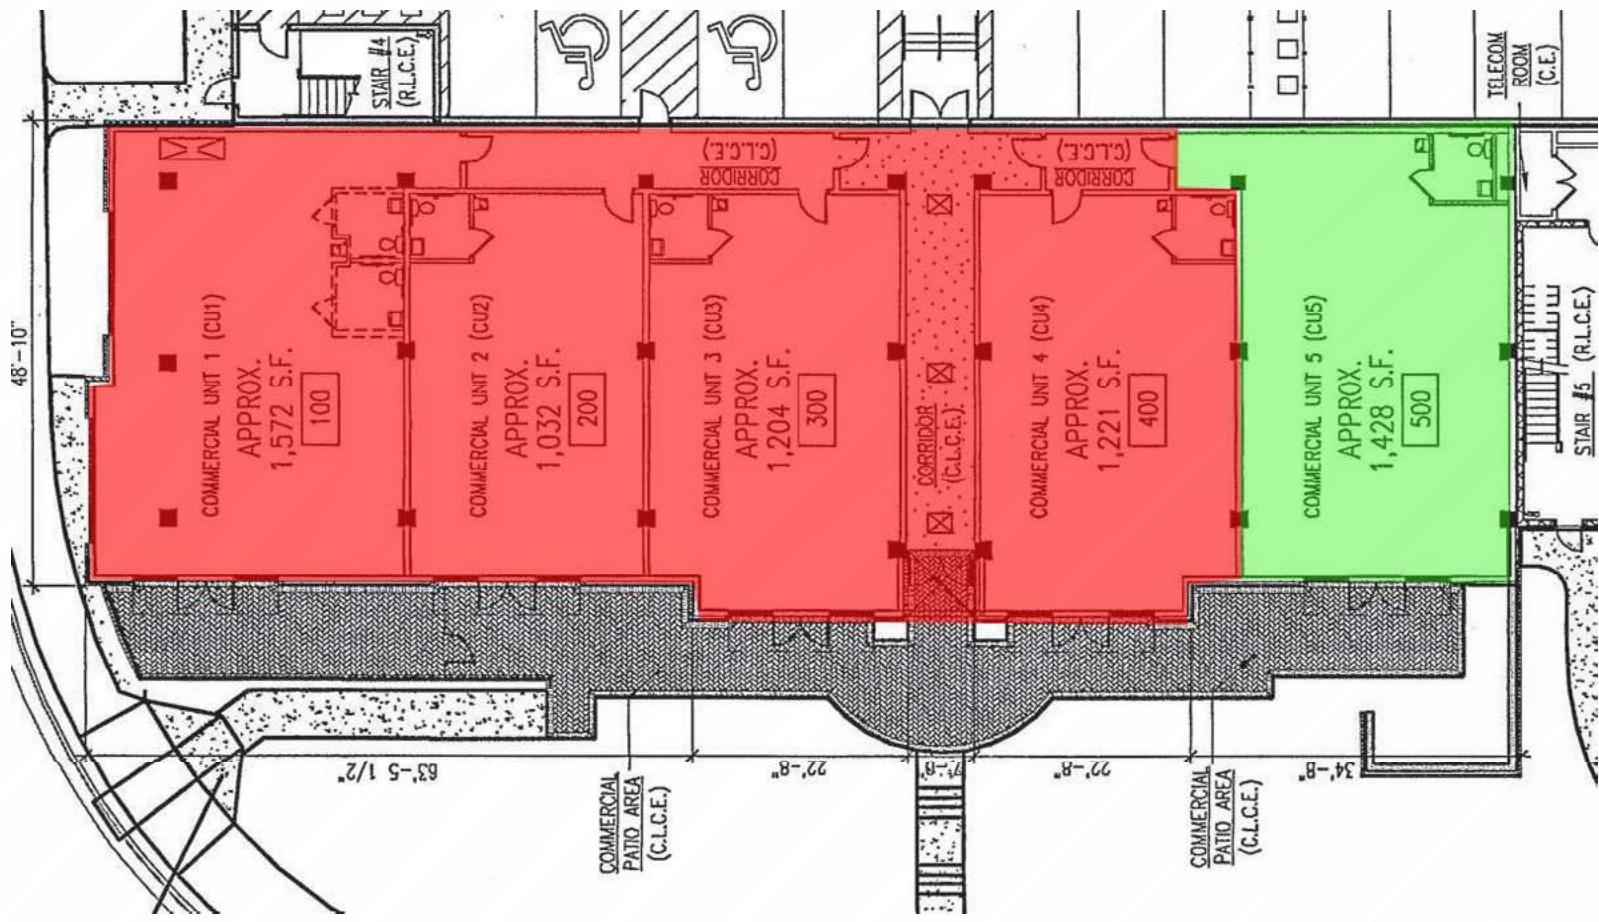 STAIR #4
(R.L.C.E.)
TELECOM
ROOM
(C.E.)
CORRIDOR
(C.L.C.E.)
CORRIDOR
(C.L.C.E.)
48'-10"
COMMERCIAL UNIT 1 (CU1)
APPROX.
1,572 S.F.
100
COMMERCIAL UNIT 2 (CU2)
APPROX.
1,032 S.F.
200
COMMERCIAL UNIT 3 (CU3)
APPROX.
1,204 S.F.
300
CORRIDOR
(C.L.C.E.)
COMMERCIAL UNIT 4 (CU4)
APPROX.
1,221 S.F.
400
COMMERCIAL UNIT 5 (CU5)
APPROX.
1,428 S.F.
500
STAIR #5 (R.L.C.E.)
63'-5 1/2"
22'-8"
7'-8"
22'-8"
34'-8"
COMMERCIAL
PATIO AREA
(C.L.C.E.)
COMMERCIAL
PATIO AREA
(C.L.C.E.)